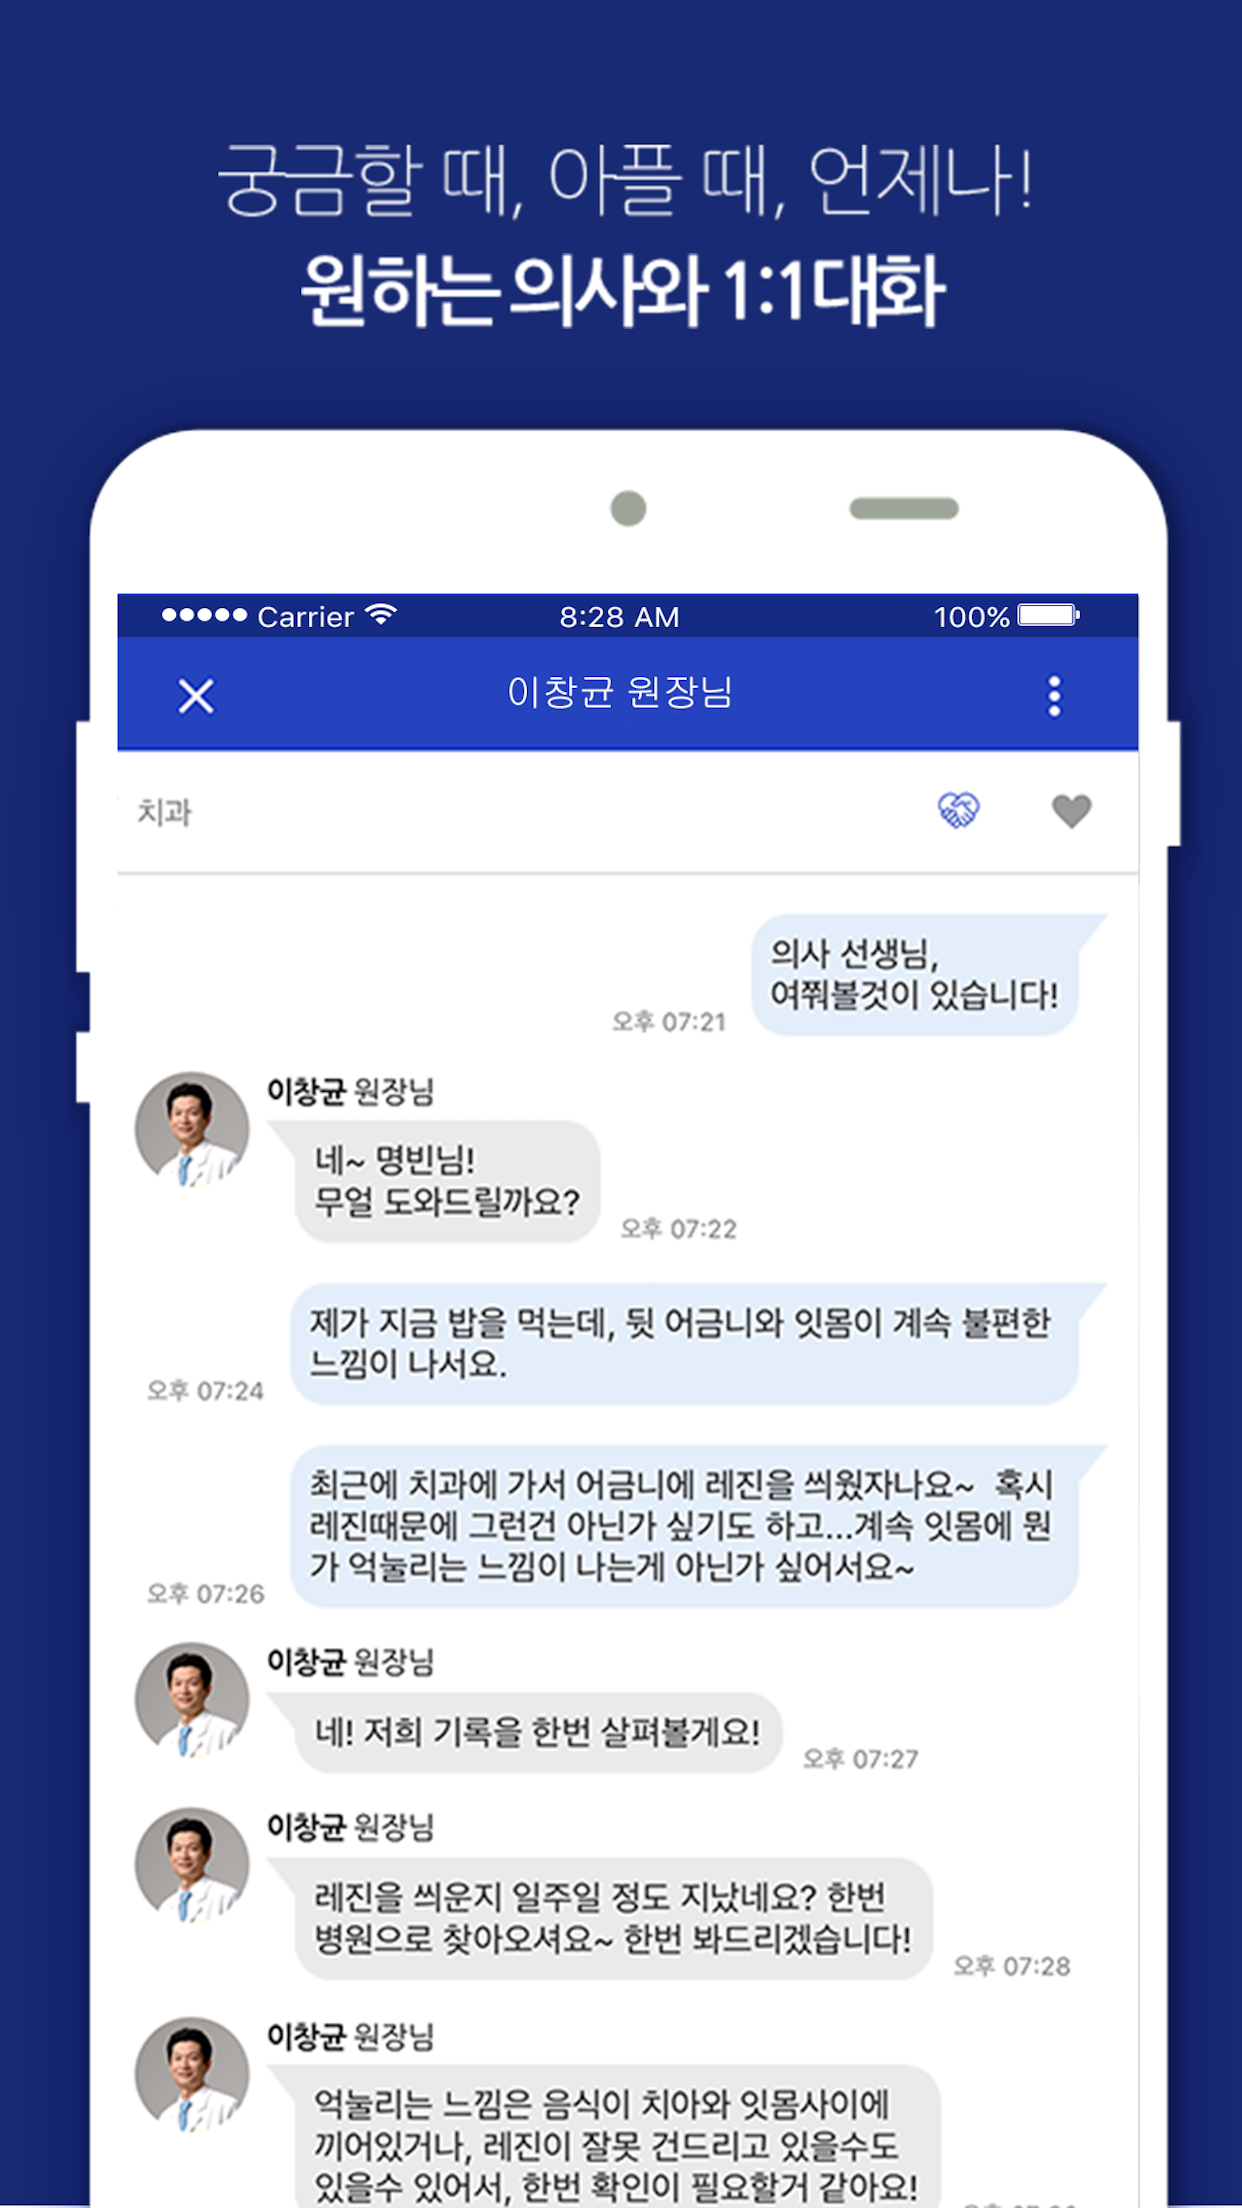 궁금할 때, 아플 때, 언제나!
원하는 의사와 1:1대화
Carrier 8:28 AM 100%
이창균 원장님
치과
의사 선생님,
여쭤볼것이 있습니다!
오후 07:21
이창균 원장님
네~ 명빈님!
무얼 도와드릴까요?
오후 07:22
제가 지금 밥을 먹는데, 뒷 어금니와 잇몸이 계속 불편한
느낌이 나서요.
오후 07:24
최근에 치과에 가서 어금니에 레진을 씌웠자나요~ 혹시
레진때문에 그런건 아닌가 싶기도 하고...계속 잇몸에 뭔
가 억눌리는 느낌이 나는게 아닌가 싶어서요~
오후 07:26
이창균 원장님
네! 저희 기록을 한번 살펴볼게요!
오후 07:27
이창균 원장님
레진을 씌운지 일주일 정도 지났네요? 한번
병원으로 찾아오셔요~ 한번 봐드리겠습니다!
오후 07:28
이창균 원장님
억눌리는 느낌은 음식이 치아와 잇몸사이에
끼어있거나, 레진이 잘못 건드리고 있을수도
있을수 있어서, 한번 확인이 필요할거 같아요!